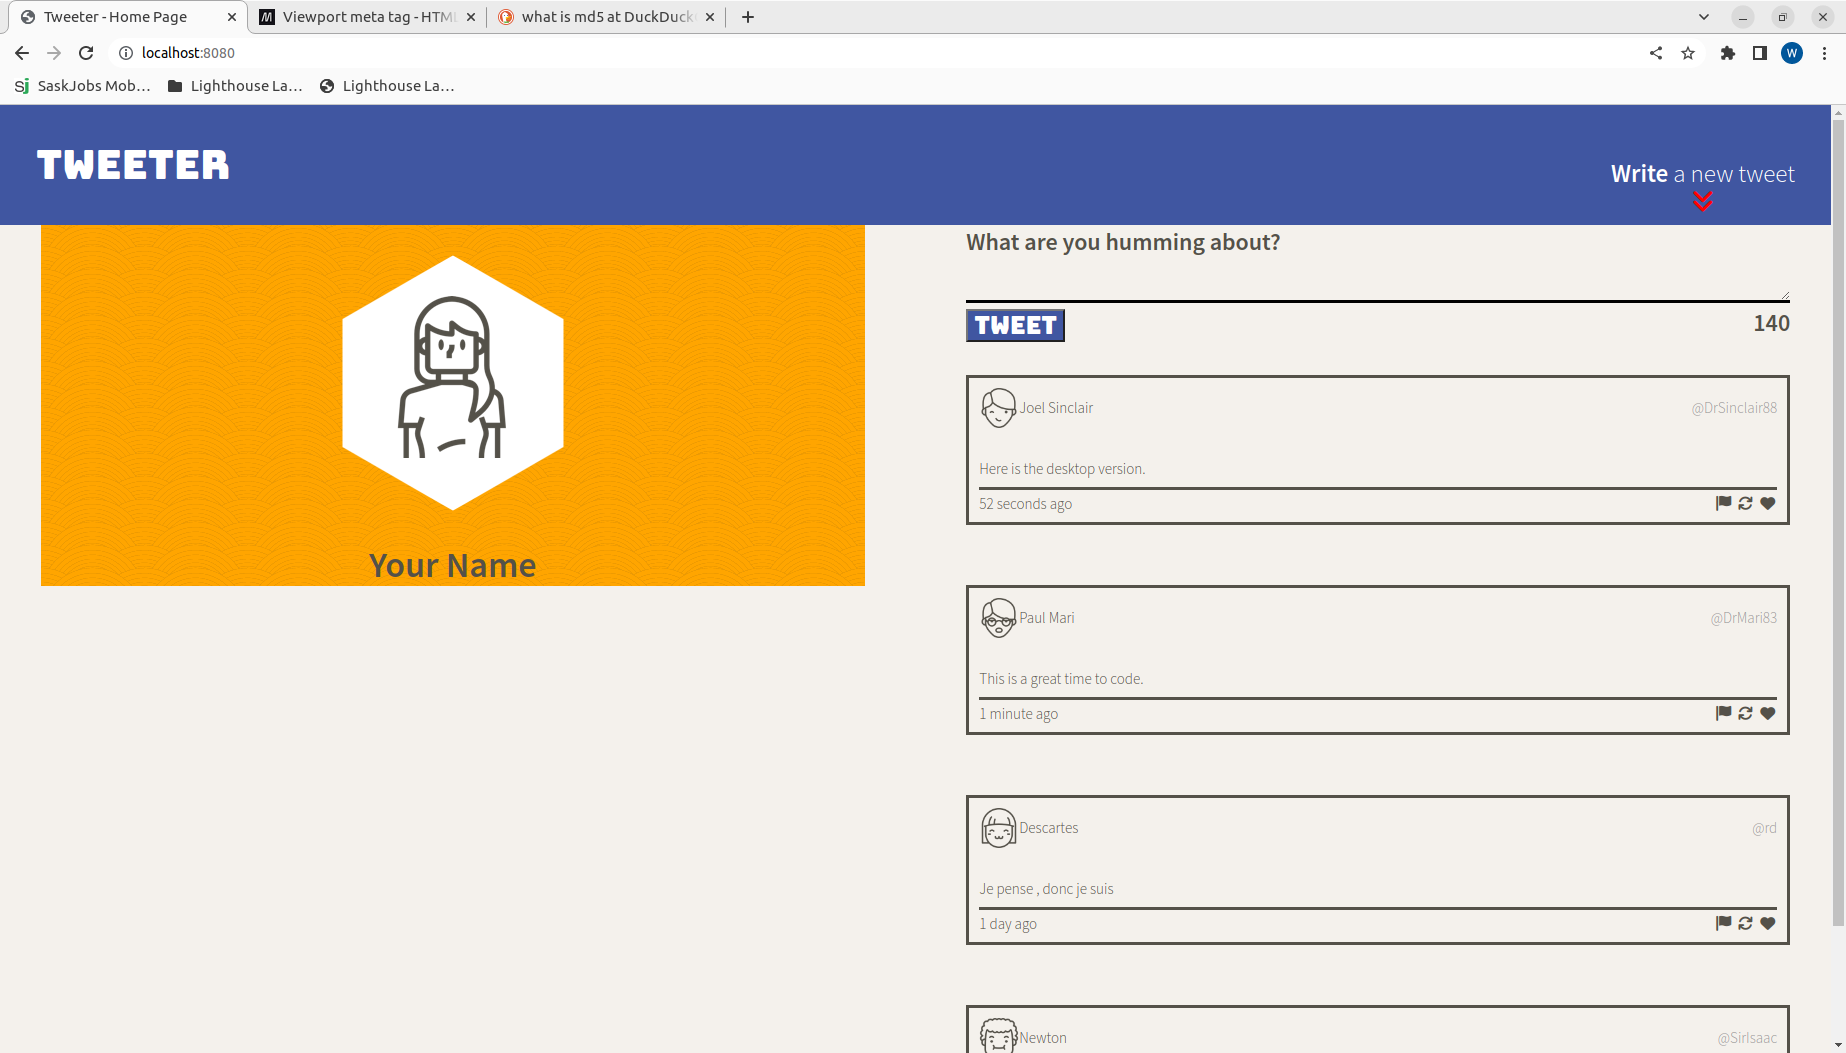 Tweeter - Home Page
Viewport meta tag - HTML
what is md5 at DuckDuck
localhost:8080
W
SJ SaskJobs Mob…
Lighthouse La…
Lighthouse La…
TWEETER
Write a new tweet
Your Name
What are you humming about?
TWEET
140
Joel Sinclair
@DrSinclair88
Here is the desktop version.
52 seconds ago
Paul Mari
@DrMari83
This is a great time to code.
1 minute ago
Descartes
@rd
Je pense , donc je suis
1 day ago
Newton
@SirIsaac